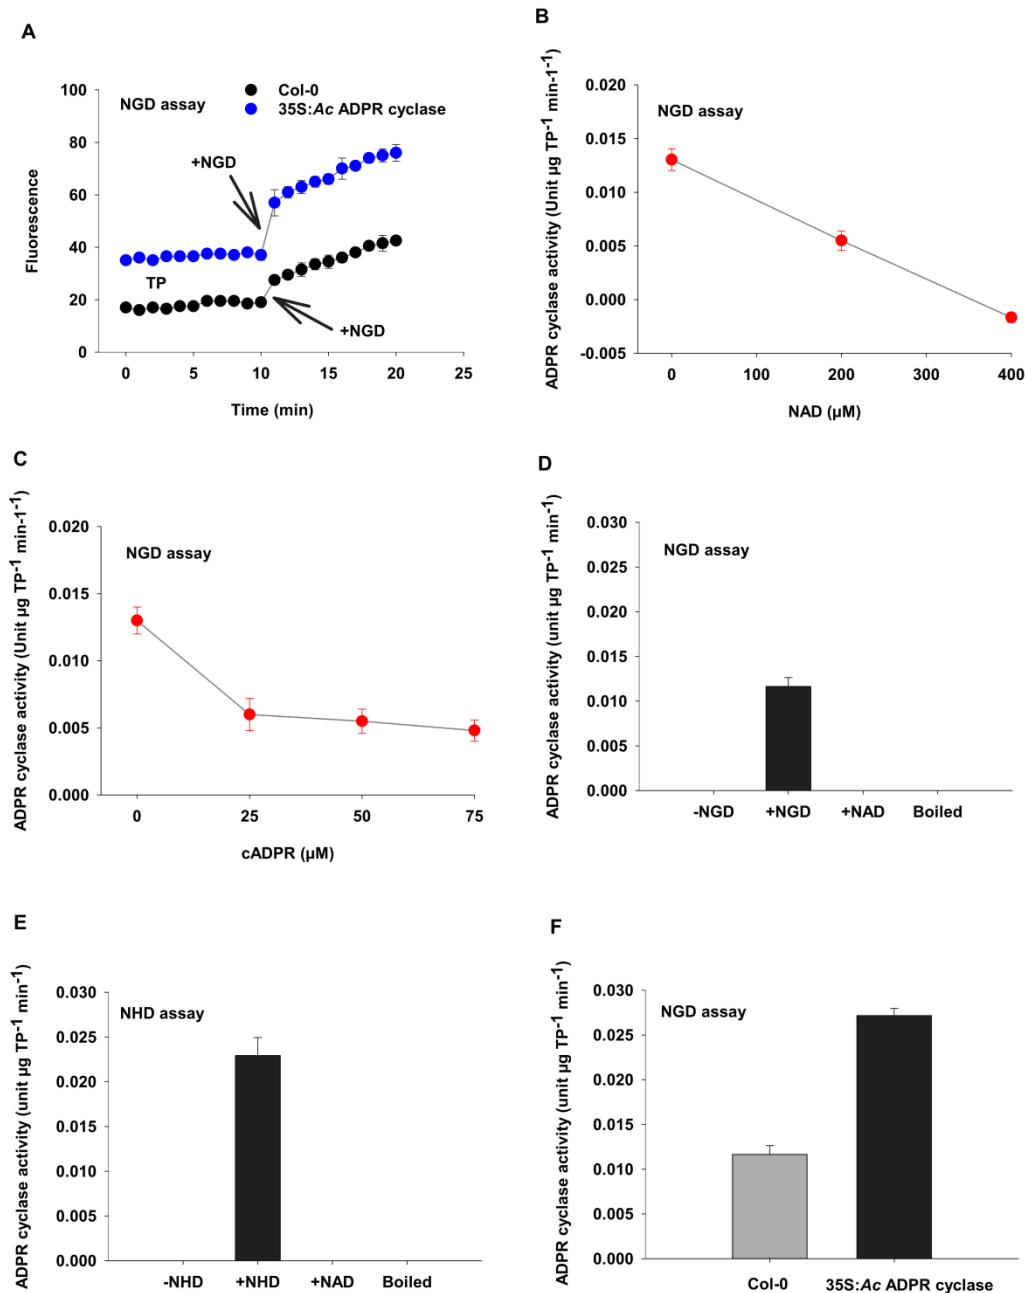 A
NGD assay
Col-0
35S:Ac ADPR cyclase
+NGD
TP
+NGD
Fluorescence
100
80
60
40
20
0
0 5 10 15 20 25
Time (min)
B
NGD assay
ADPR cyclase activity (Unit µg TP-1 min-1-1)
0.020
0.015
0.010
0.005
0.000
-0.005
0 100 200 300 400
NAD (µM)
C
NGD assay
ADPR cyclase activity (Unit µg TP-1 min-1-1)
0.020
0.015
0.010
0.005
0.000
0 25 50 75
cADPR (µM)
D
NGD assay
ADPR cyclase activity (unit µg TP-1 min-1)
0.030
0.025
0.020
0.015
0.010
0.005
0.000
-NGD +NGD +NAD Boiled
E
NHD assay
ADPR cyclase activity (unit µg TP-1 min-1)
0.030
0.025
0.020
0.015
0.010
0.005
0.000
-NHD +NHD +NAD Boiled
F
NGD assay
ADPR cyclase activity (unit µg TP-1 min-1)
0.030
0.025
0.020
0.015
0.010
0.005
0.000
Col-0 35S:Ac ADPR cyclase